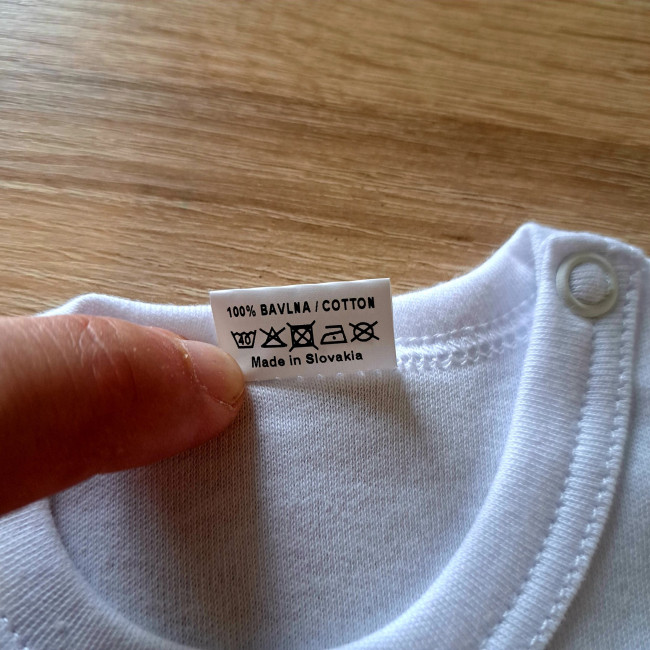 100% BAVLNA / COTTON
40
Made in Slovakia